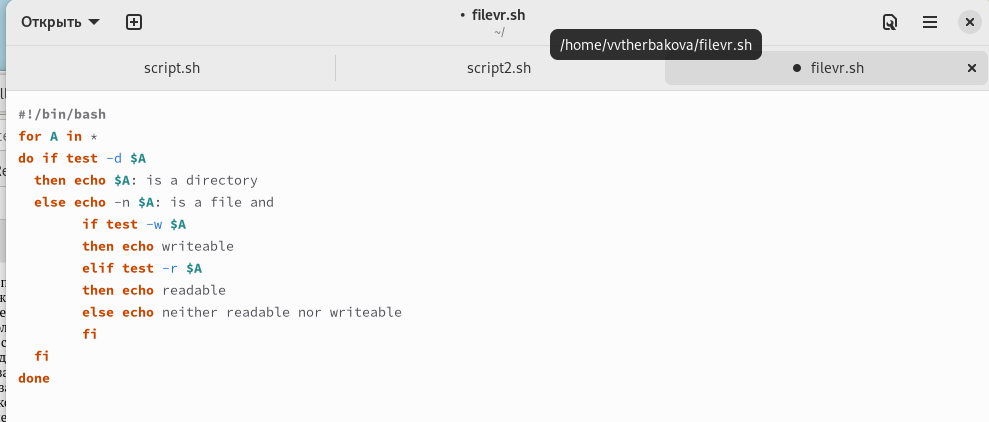 Открыть
• filevr.sh
~/
/home/vvtherbakova/filevr.sh
script.sh
script2.sh
● filevr.sh
#!/bin/bash
for A in *
do if test -d $A
  then echo $A: is a directory
  else echo -n $A: is a file and
        if test -w $A
        then echo writeable
        elif test -r $A
        then echo readable
        else echo neither readable nor writeable
        fi
  fi
done